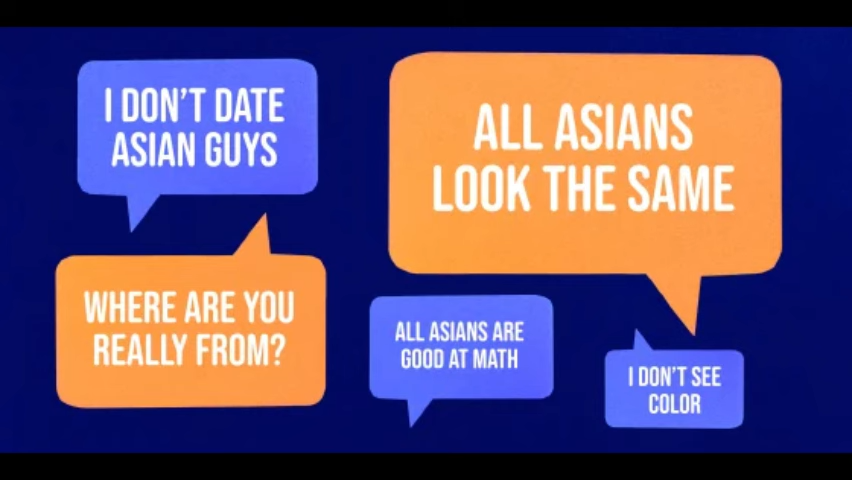 I DON'T DATE
ASIAN GUYS
ALL ASIANS
LOOK THE SAME
WHERE ARE YOU
REALLY FROM?
ALL ASIANS ARE
GOOD AT MATH
I DON'T SEE
COLOR